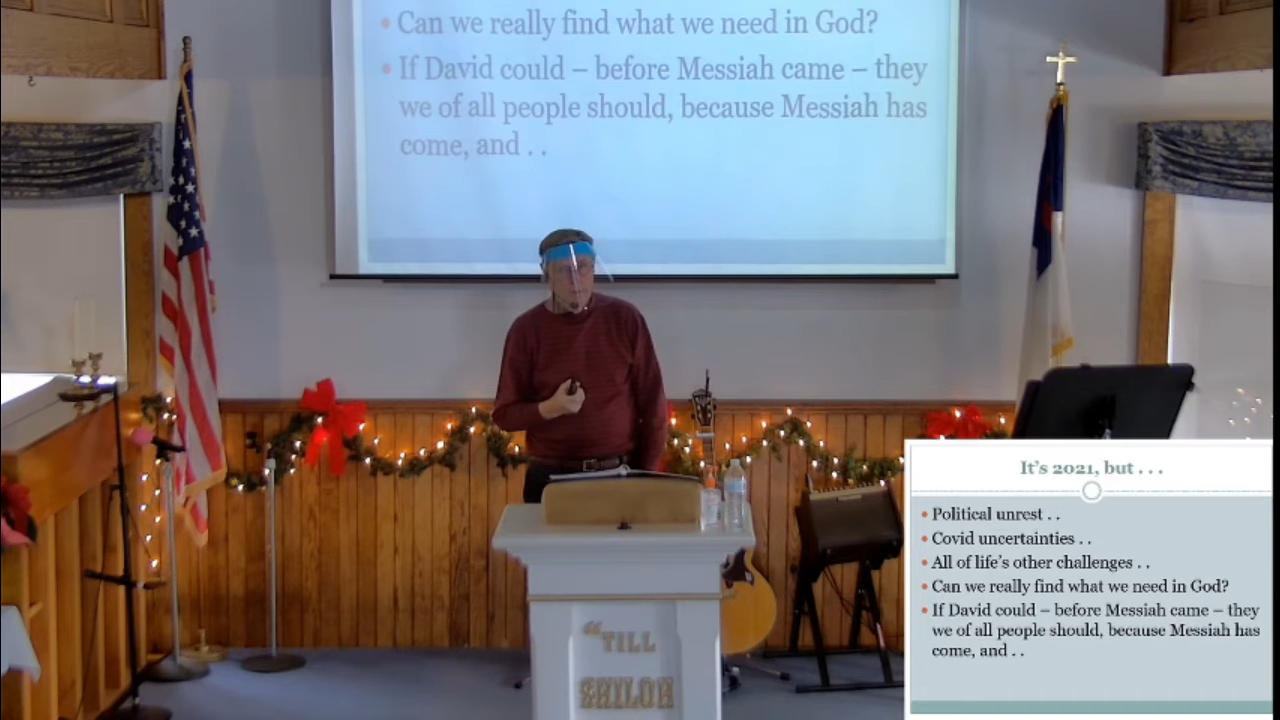 Can we really find what we need in God?
If David could – before Messiah came – they
we of all people should, because Messiah has
come, and . .
“TILL
SHILOH
It's 2021, but . . .
Political unrest . .
Covid uncertainties . .
All of life's other challenges . .
Can we really find what we need in God?
If David could – before Messiah came – they
we of all people should, because Messiah has
come, and . .